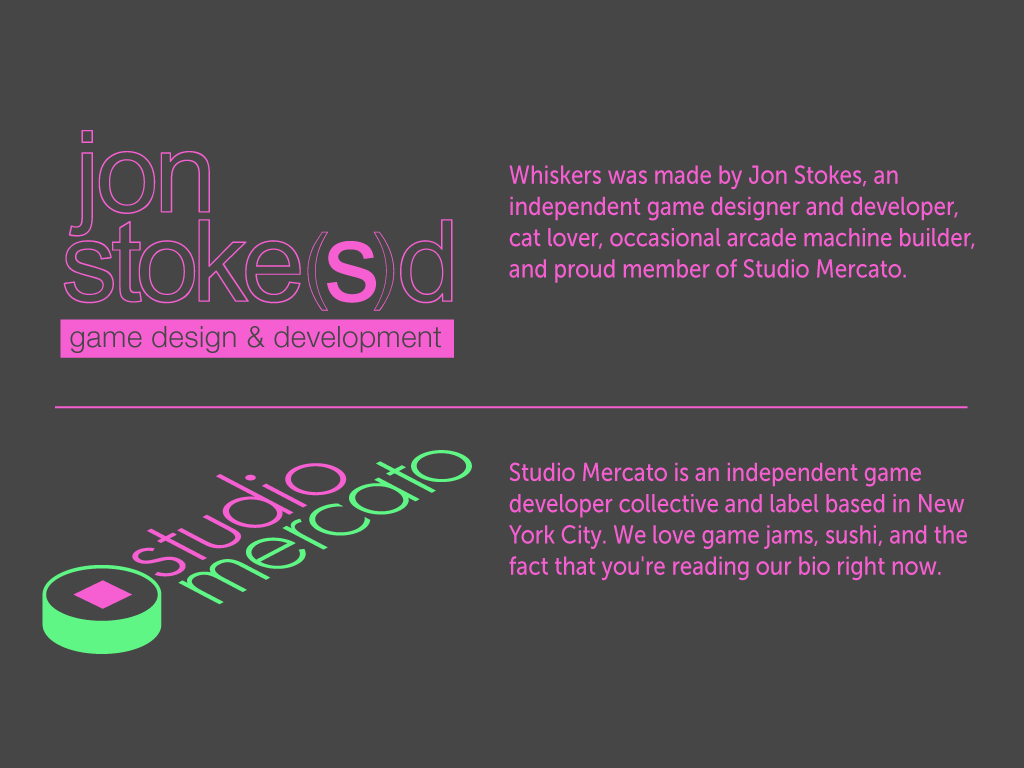 jon
stoke(s)d
game design & development
Whiskers was made by Jon Stokes, an
independent game designer and developer,
cat lover, occasional arcade machine builder,
and proud member of Studio Mercato.
studio
mercato
Studio Mercato is an independent game
developer collective and label based in New
York City. We love game jams, sushi, and the
fact that you're reading our bio right now.